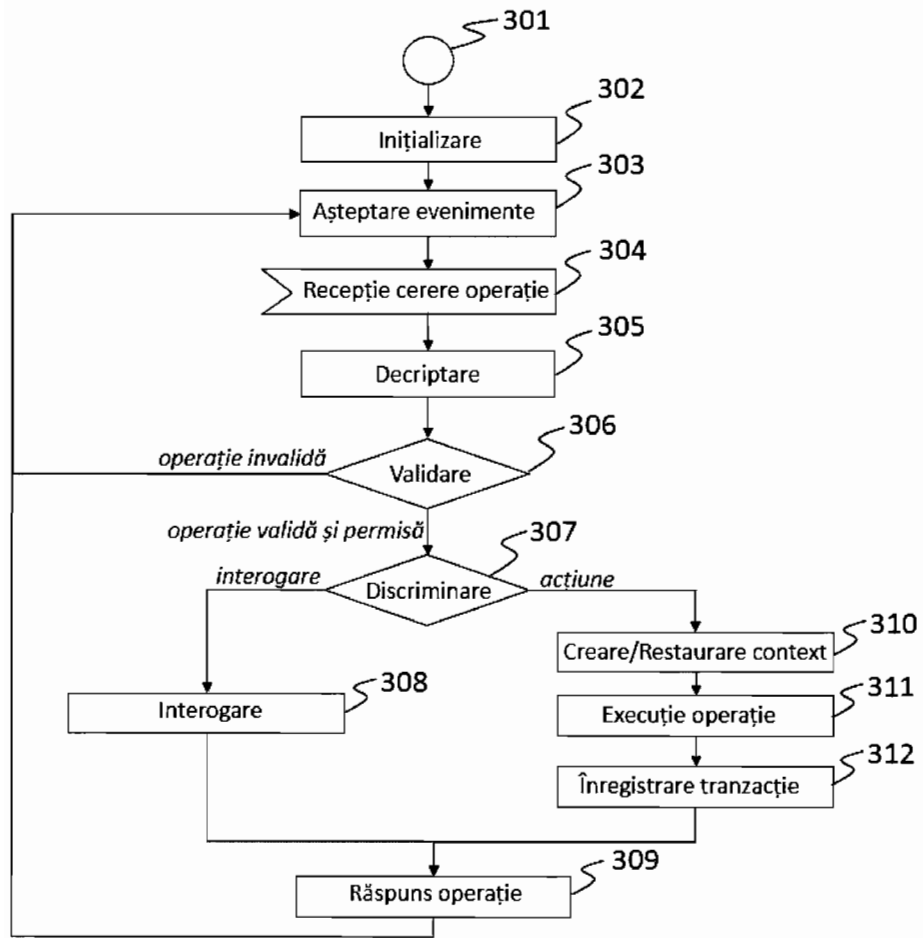 301
302
Inițializare
303
Așteptare evenimente
304
Recepție cerere operație
305
Decriptare
306
operație invalidă
Validare
operație validă și permisă
307
interogare
Discriminare
acțiune
310
Creare/Restaurare context
308
311
Interogare
Execuție operație
312
Înregistrare tranzacție
309
Răspuns operație